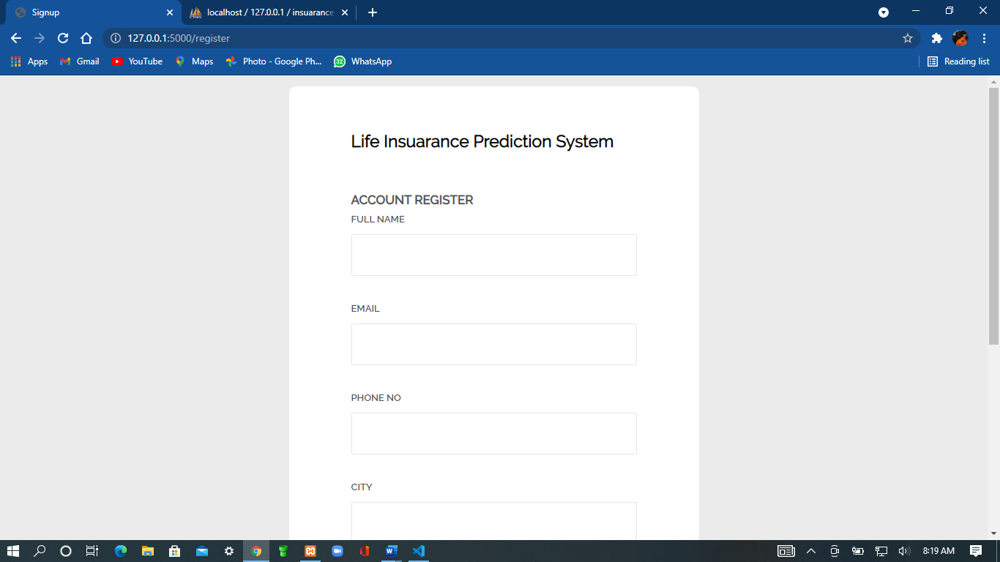 Signup
localhost / 127.0.0.1 / insuarance
127.0.0.1:5000/register
Apps
Gmail
YouTube
Maps
Photo - Google Ph...
32
WhatsApp
Reading list
Life Insuarance Prediction System
ACCOUNT REGISTER
FULL NAME
EMAIL
PHONE NO
CITY
8:19 AM